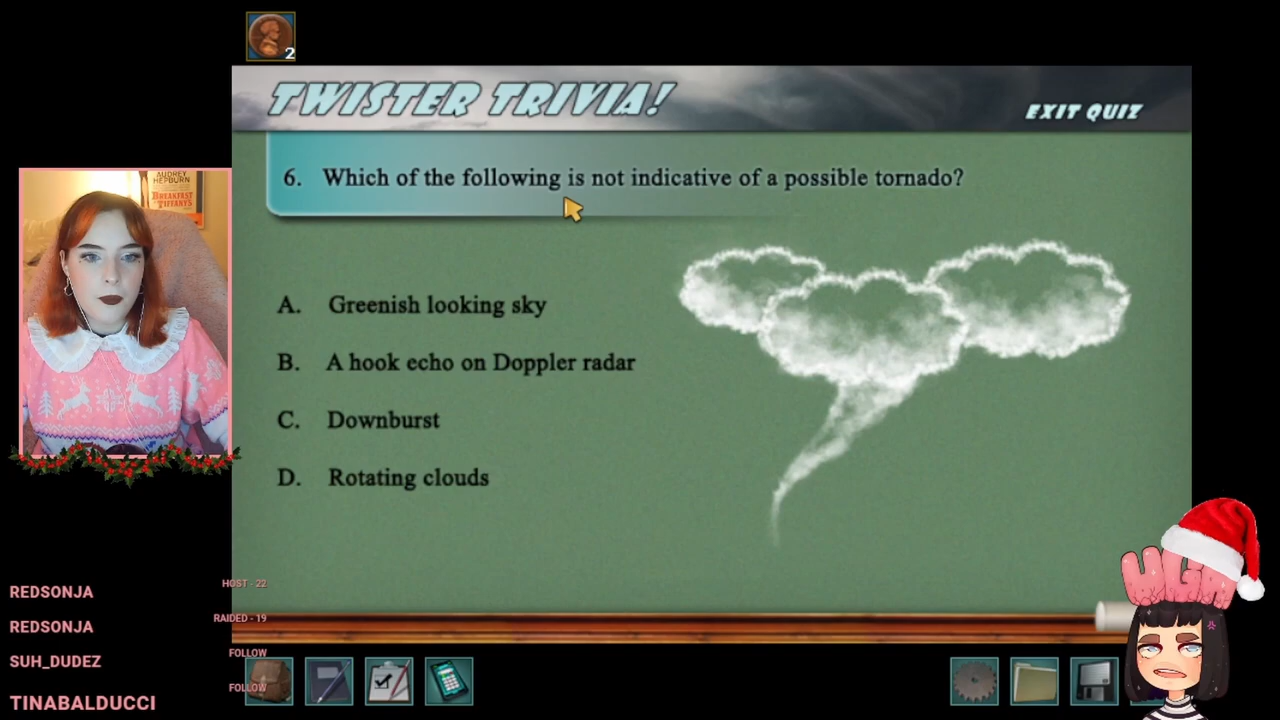 2
TWISTER TRIVIA!
EXIT QUIZ
6. Which of the following is not indicative of a possible tornado?
A. Greenish looking sky
B. A hook echo on Doppler radar
C. Downburst
D. Rotating clouds
AUDREY
HEPBURN
BREAKFAST
TIFFANY'S
REDSONJA
HOST - 22
REDSONJA
RAIDED - 19
SUH_DUDEZ
FOLLOW
TINABALDUCCI
FOLLOW
UGH